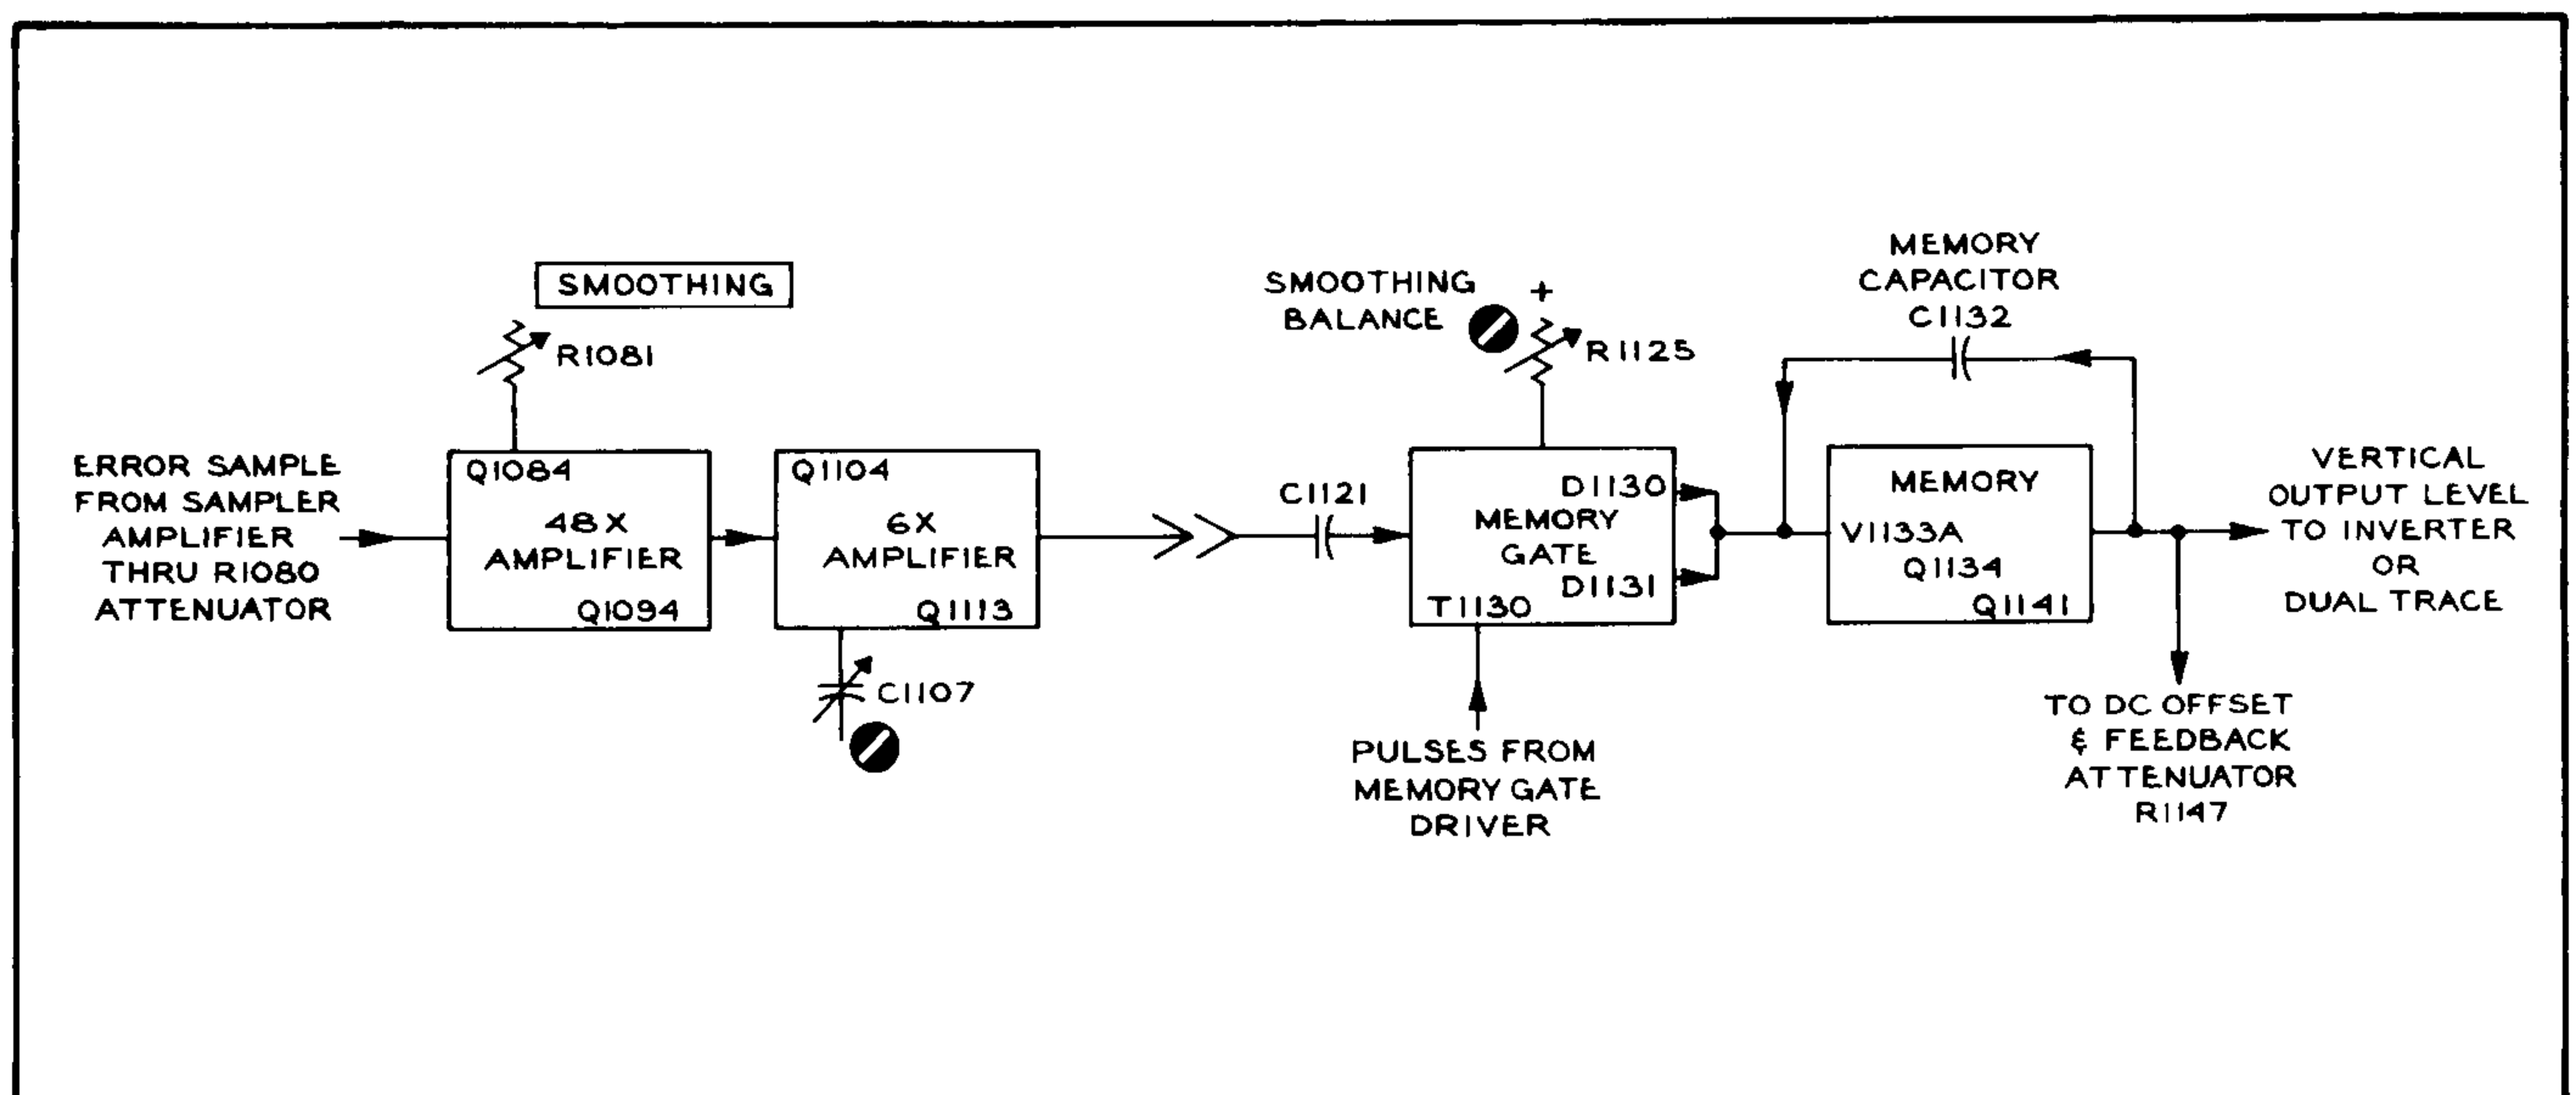 SMOOTHING
R1081
ERROR SAMPLE
FROM SAMPLER
AMPLIFIER
THRU R1080
ATTENUATOR
Q1084
48X
AMPLIFIER
Q1094
Q1104
6X
AMPLIFIER
Q1113
C1107
C1121
SMOOTHING
BALANCE
+
R1125
D1130
MEMORY
GATE
D1131
T1130
PULSES FROM
MEMORY GATE
DRIVER
MEMORY
CAPACITOR
C1132
MEMORY
V1133A
Q1134
Q1141
VERTICAL
OUTPUT LEVEL
TO INVERTER
OR
DUAL TRACE
TO DC OFFSET
& FEEDBACK
ATTENUATOR
R1147